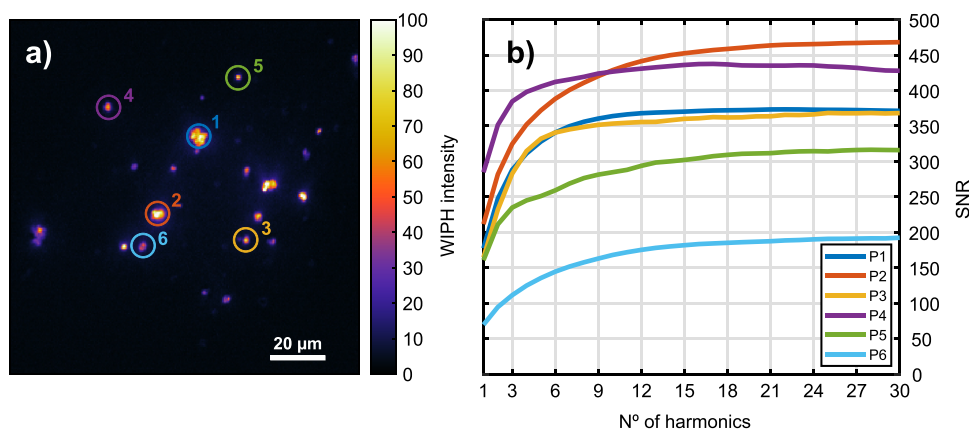 a)
1
2
3
4
5
6
20 µm
100
90
80
70
60
50
40
30
20
10
0
WIPH intensity
b)
500
450
400
350
300
250
200
150
100
50
0
SNR
P1
P2
P3
P4
P5
P6
1 3 6 9 12 15 18 21 24 27 30
Nº of harmonics